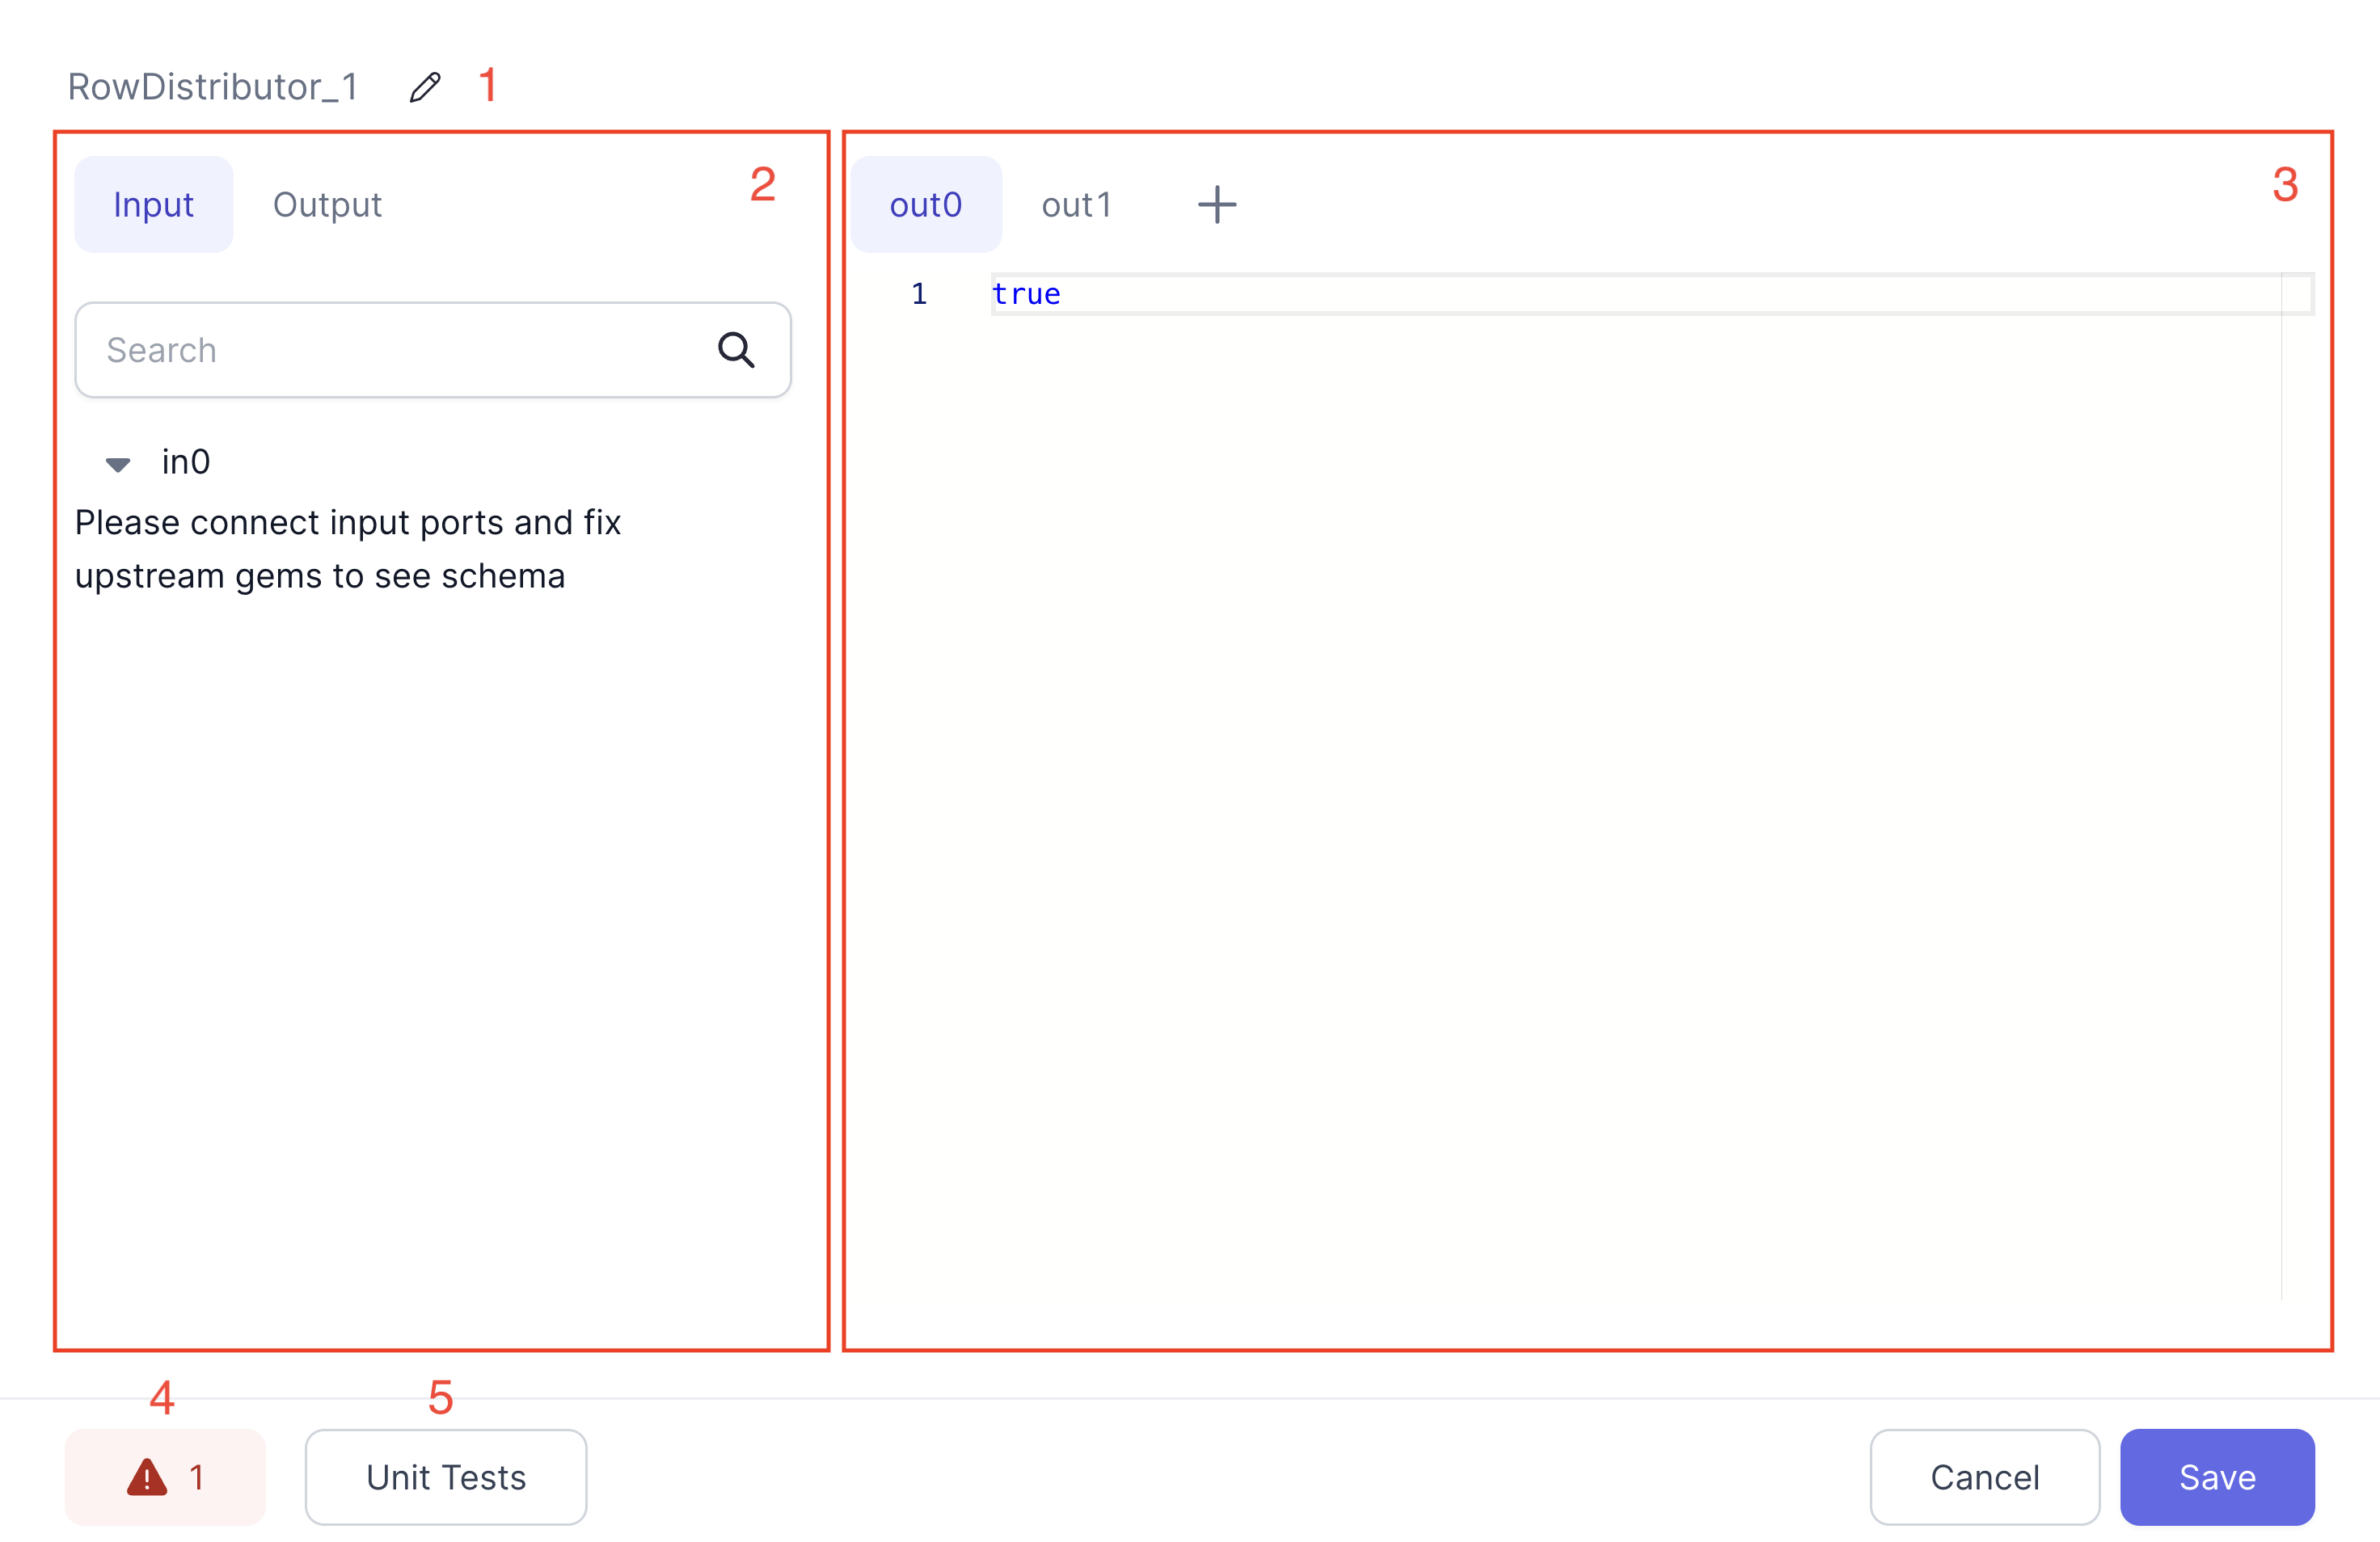 RowDistributor_1 1
Input Output 2
out0 out1 3
1 true
Search
in0
Please connect input ports and fix
upstream gems to see schema
4 5
1 Unit Tests Cancel Save